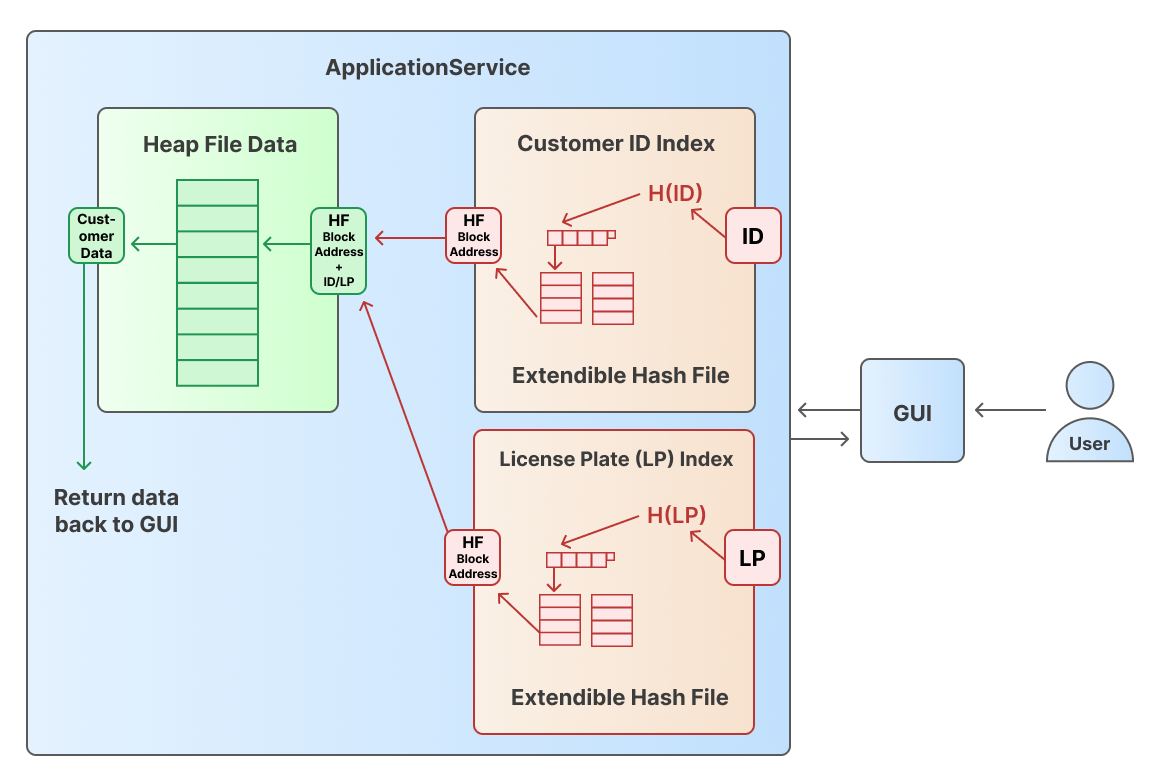 ApplicationService
Heap File Data
Cust-
omer
Data
HF
Block
Address
+
ID/LP
Return data
back to GUI
Customer ID Index
H(ID)
ID
HF
Block
Address
Extendible Hash File
License Plate (LP) Index
H(LP)
LP
HF
Block
Address
Extendible Hash File
GUI
User